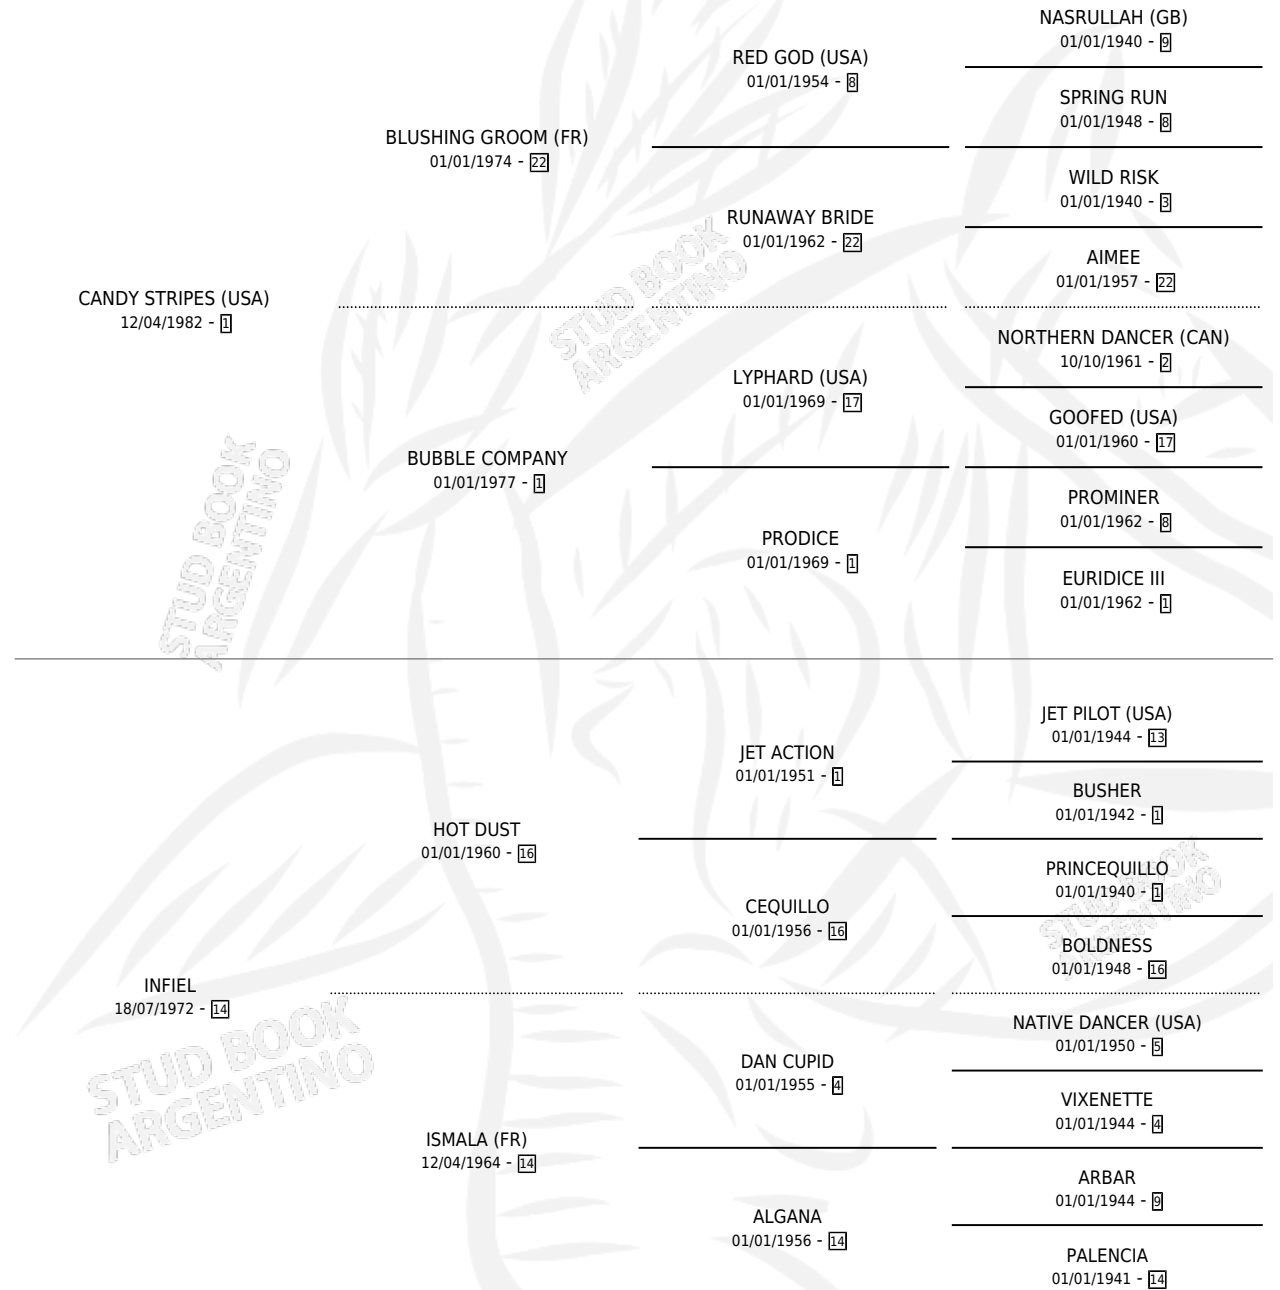 NASRULLAH (GB)
01/01/1940 - 9
RED GOD (USA)
01/01/1954 - 8
SPRING RUN
01/01/1948 - 8
BLUSHING GROOM (FR)
01/01/1974 - 22
WILD RISK
01/01/1940 - 3
RUNAWAY BRIDE
01/01/1962 - 22
AIMEE
01/01/1957 - 22
CANDY STRIPES (USA)
12/04/1982 - 1
NORTHERN DANCER (CAN)
10/10/1961 - 2
LYPHARD (USA)
01/01/1969 - 17
GOOFED (USA)
01/01/1960 - 17
BUBBLE COMPANY
01/01/1977 - 1
PROMINER
01/01/1962 - 8
PRODICE
01/01/1969 - 1
EURIDICE III
01/01/1962 - 1
STUD BOOK
ARGENTINO
STUD BOOK
ARGENTINO
JET PILOT (USA)
01/01/1944 - 13
JET ACTION
01/01/1951 - 1
BUSHER
01/01/1942 - 1
HOT DUST
01/01/1960 - 16
PRINCEQUILLO
01/01/1940 - 1
CEQUILLO
01/01/1956 - 16
BOLDNESS
01/01/1948 - 16
STUD BOOK
ARGENTINO
INFIEL
18/07/1972 - 14
NATIVE DANCER (USA)
01/01/1950 - 5
DAN CUPID
01/01/1955 - 4
VIXENETTE
01/01/1944 - 4
ISMALA (FR)
12/04/1964 - 14
ARBAR
01/01/1944 - 9
ALGANA
01/01/1956 - 14
PALENCIA
01/01/1941 - 14
STUD BOOK
ARGENTINO